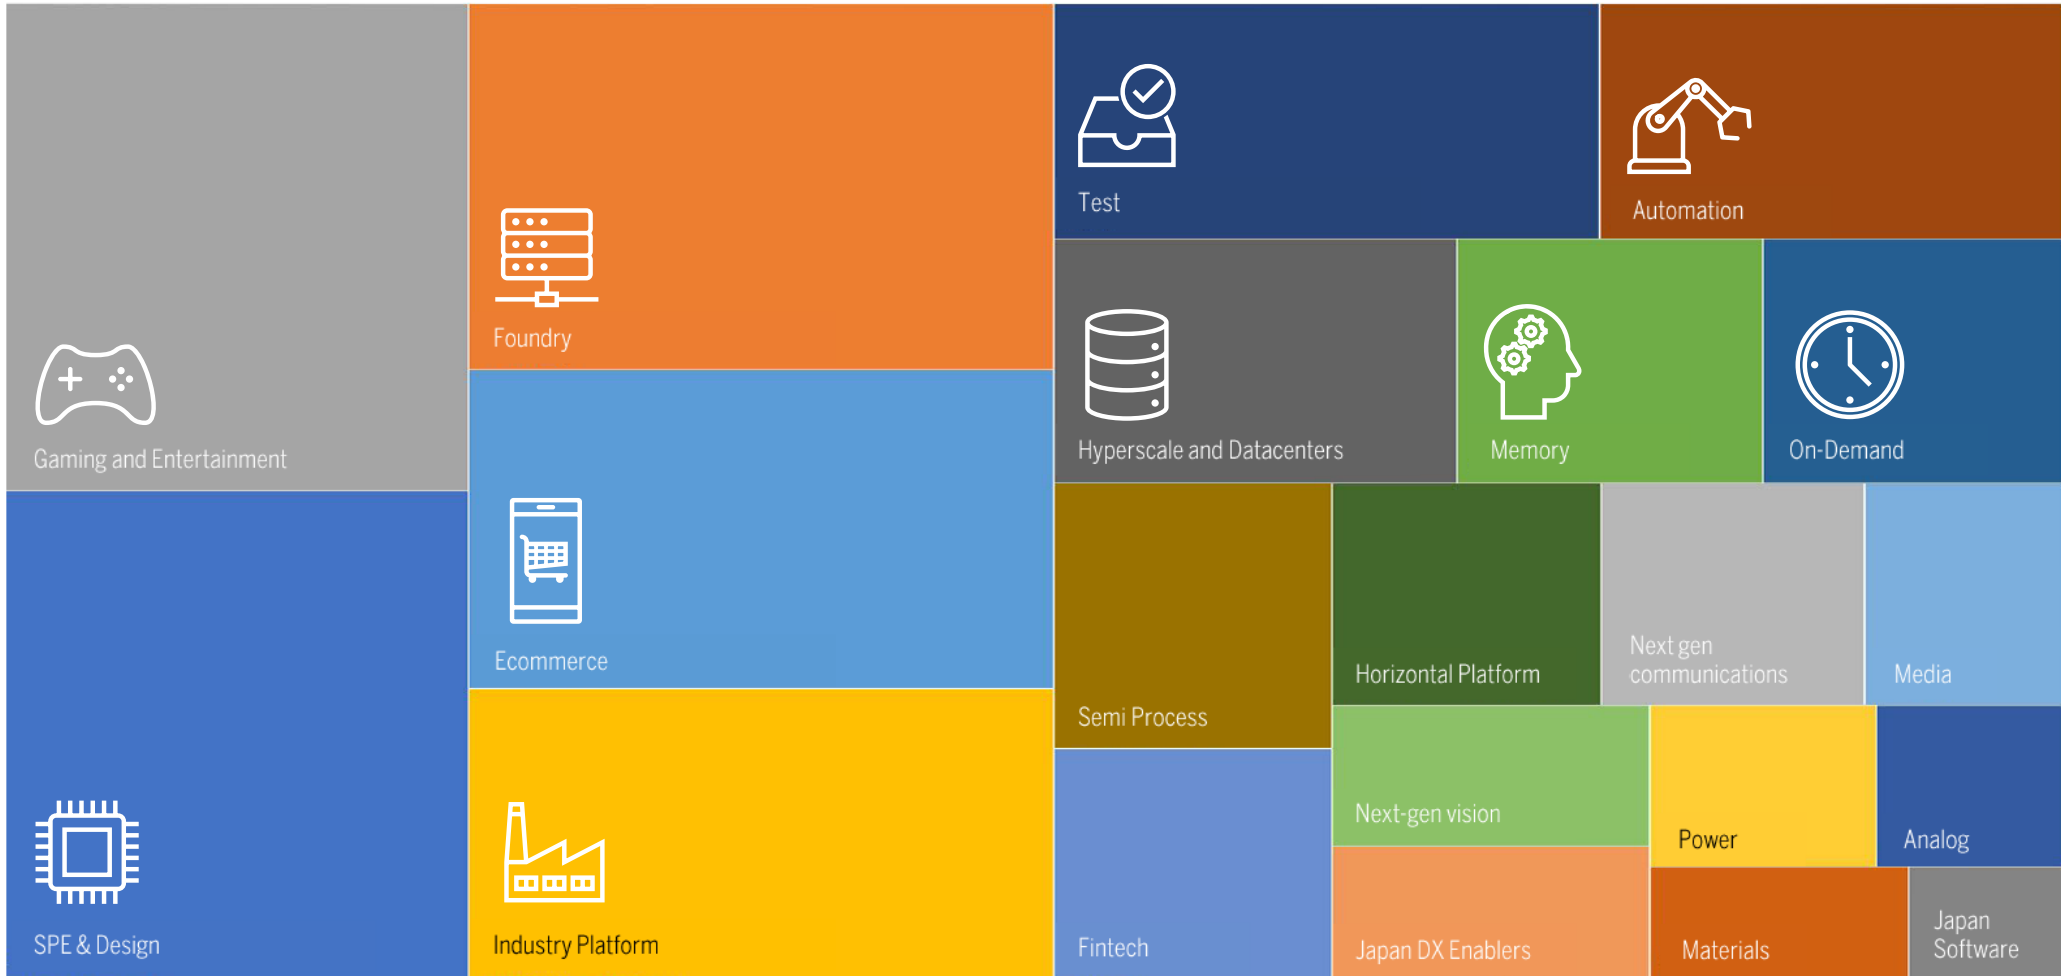 Gaming and Entertainment
SPE & Design
Foundry
Ecommerce
Industry Platform
Test
Automation
Hyperscale and Datacenters
Memory
On-Demand
Semi Process
Horizontal Platform
Next gen
communications
Media
Fintech
Next-gen vision
Japan DX Enablers
Power
Analog
Materials
Japan
Software